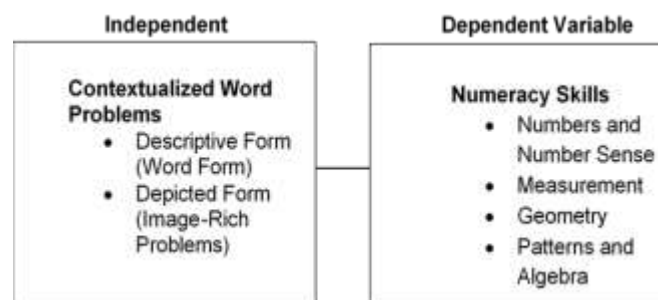 Independent
Contextualized Word
Problems
• Descriptive Form
(Word Form)
• Depicted Form
(Image-Rich
Problems)
Dependent Variable
Numeracy Skills
• Numbers and
Number Sense
• Measurement
• Geometry
• Patterns and
Algebra